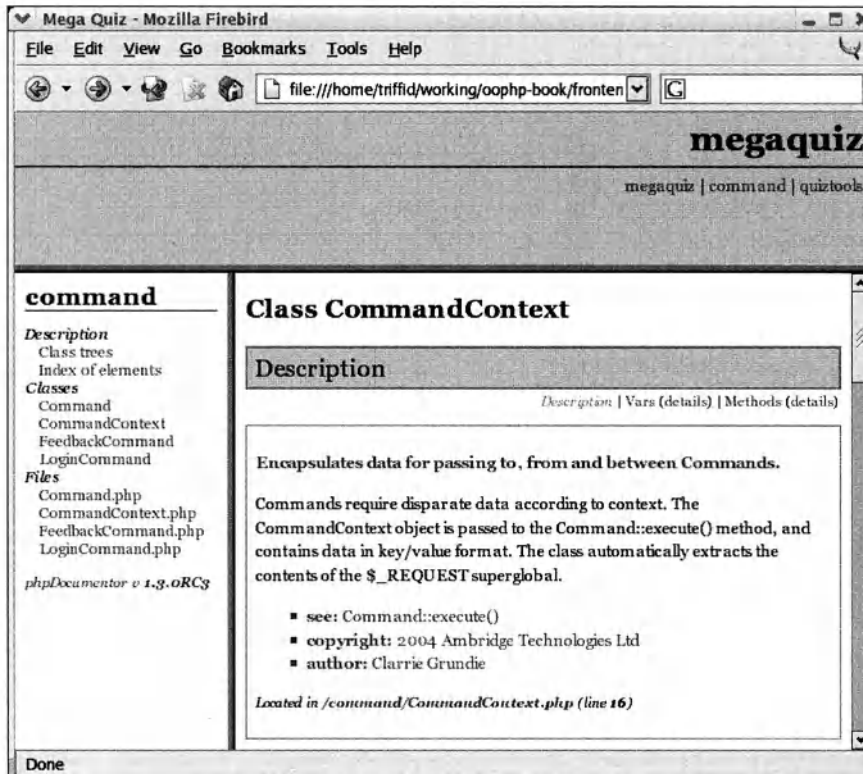 Mega Quiz - Mozilla Firebird
File Edit View Go Bookmarks Tools Help
file:///home/triffid/working/oophp-book/fronten
G
megaquiz
megaquiz | command | quiztools
command
Description
Class trees
Index of elements
Classes
Command
CommandContext
FeedbackCommand
LoginCommand
Files
Command.php
CommandContext.php
FeedbackCommand.php
LoginCommand.php
phpDocumentor v 1.3.0RC3
Class CommandContext
Description
Description | Vars (details) | Methods (details)
Encapsulates data for passing to, from and between Commands.
Commands require disparate data according to context. The
CommandContext object is passed to the Command::execute() method, and
contains data in key/value format. The class automatically extracts the
contents of the $_REQUEST superglobal.
▪ see: Command::execute()
▪ copyright: 2004 Ambridge Technologies Ltd
▪ author: Clarrie Grundie
Located in /command/CommandContext.php (line 16)
Done